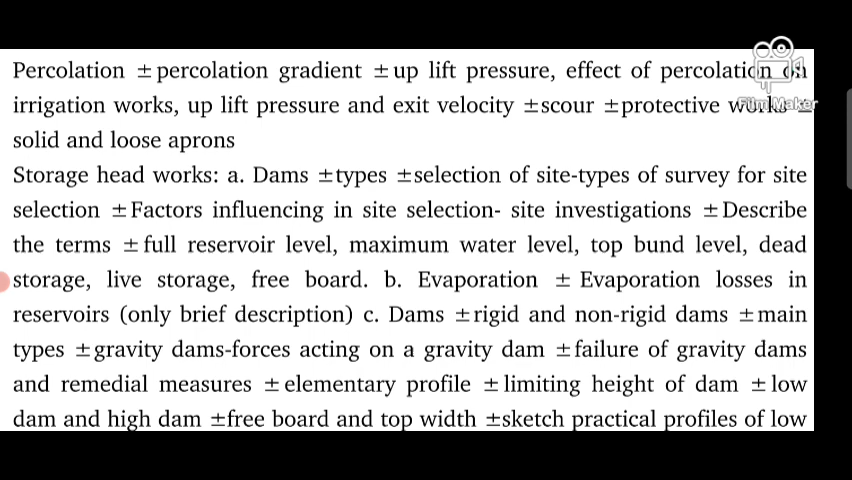 Percolation ±percolation gradient ±up lift pressure, effect of percolation on
irrigation works, up lift pressure and exit velocity ±scour ±protective works ±
solid and loose aprons
Storage head works: a. Dams ±types ±selection of site-types of survey for site
selection ±Factors influencing in site selection- site investigations ±Describe
the terms ±full reservoir level, maximum water level, top bund level, dead
storage, live storage, free board. b. Evaporation ± Evaporation losses in
reservoirs (only brief description) c. Dams ±rigid and non-rigid dams ±main
types ±gravity dams-forces acting on a gravity dam ±failure of gravity dams
and remedial measures ±elementary profile ±limiting height of dam ±low
dam and high dam ±free board and top width ±sketch practical profiles of low
FilmMaker